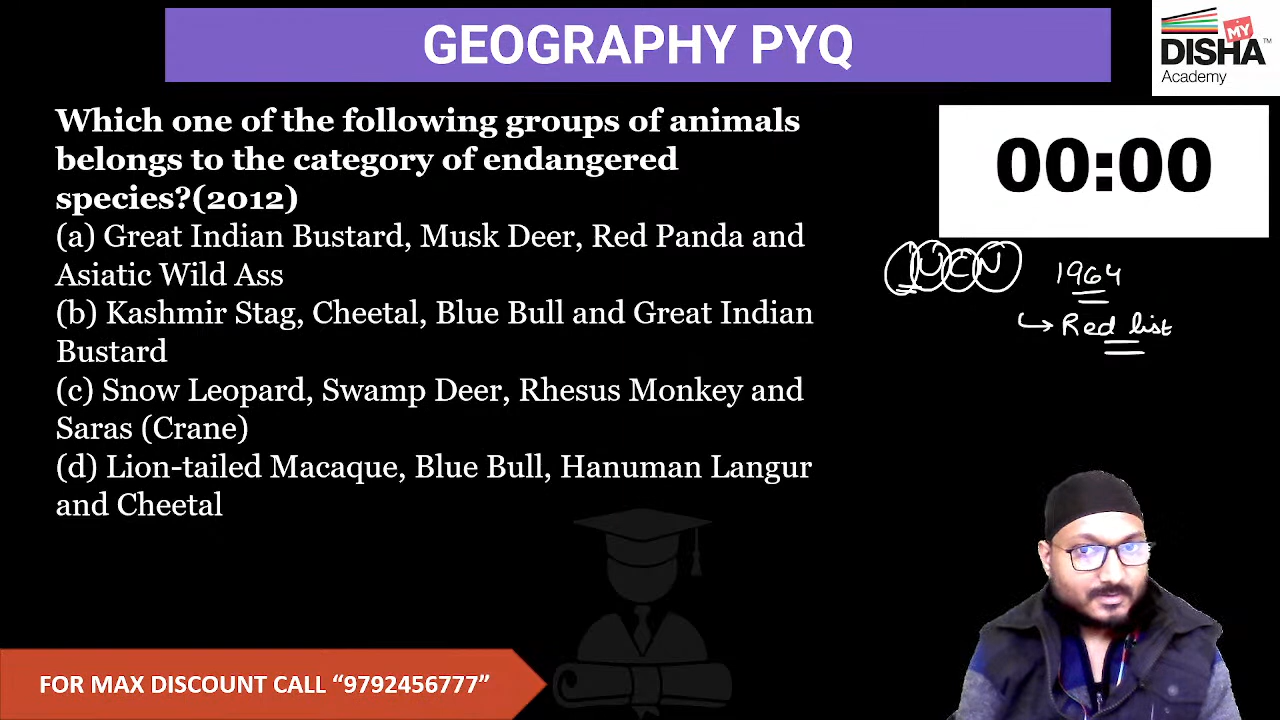 GEOGRAPHY PYQ
MY
DISHA™
Academy
Which one of the following groups of animals
belongs to the category of endangered
species?(2012)
(a) Great Indian Bustard, Musk Deer, Red Panda and
Asiatic Wild Ass
(b) Kashmir Stag, Cheetal, Blue Bull and Great Indian
Bustard
(c) Snow Leopard, Swamp Deer, Rhesus Monkey and
Saras (Crane)
(d) Lion-tailed Macaque, Blue Bull, Hanuman Langur
and Cheetal
00:00
IUCN 1964
↳ Red list
FOR MAX DISCOUNT CALL “9792456777”